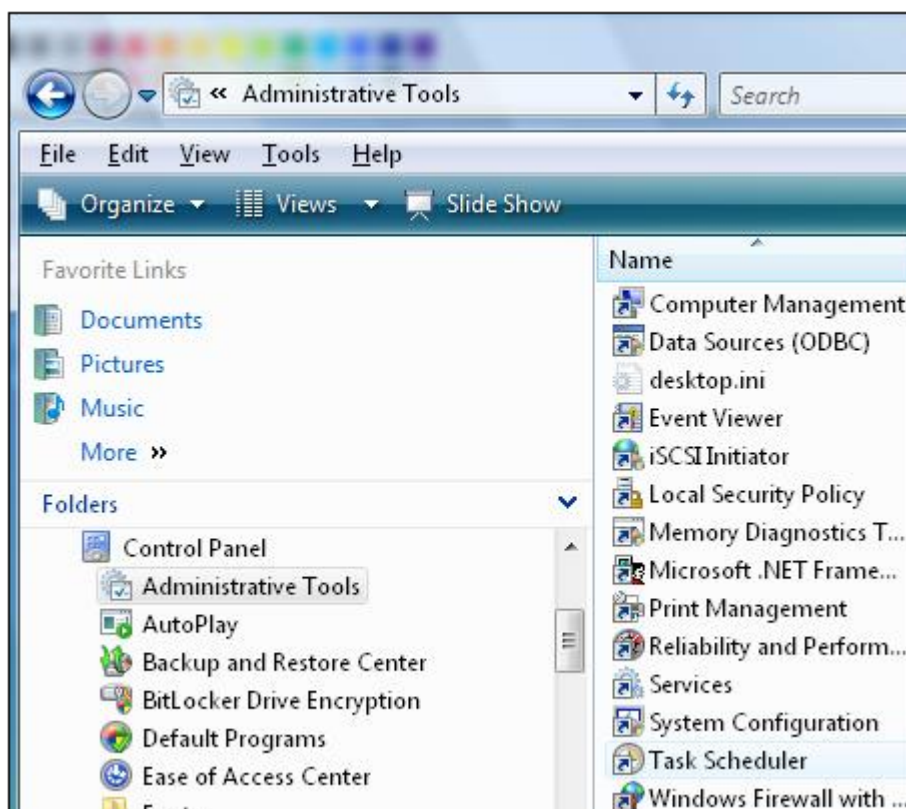 « Administrative Tools
Search
File Edit View Tools Help
Organize Views Slide Show
Favorite Links
Documents
Pictures
Music
More »
Folders
Control Panel
Administrative Tools
AutoPlay
Backup and Restore Center
BitLocker Drive Encryption
Default Programs
Ease of Access Center
Name
Computer Management
Data Sources (ODBC)
desktop.ini
Event Viewer
iSCSI Initiator
Local Security Policy
Memory Diagnostics T...
Microsoft .NET Frame...
Print Management
Reliability and Perform...
Services
System Configuration
Task Scheduler
Windows Firewall with ...